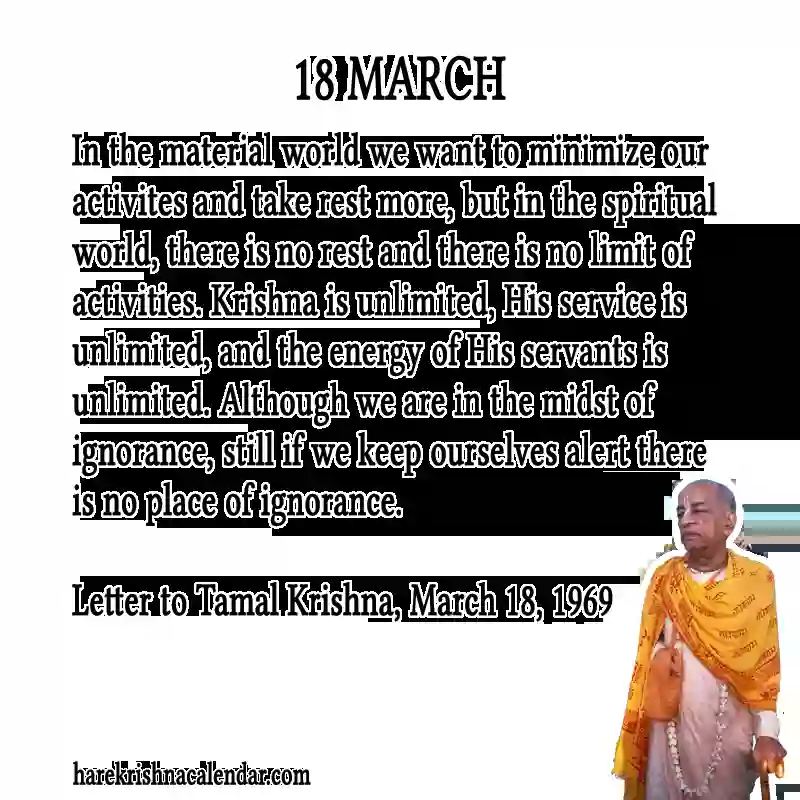 18 MARCH
In the material world we want to minimize our
activites and take rest more, but in the spiritual
world, there is no rest and there is no limit of
activities. Krishna is unlimited, His service is
unlimited, and the energy of His servants is
unlimited. Although we are in the midst of
ignorance, still if we keep ourselves alert there
is no place of ignorance.
Letter to Tamal Krishna, March 18, 1969
harekrishnacalendar.com